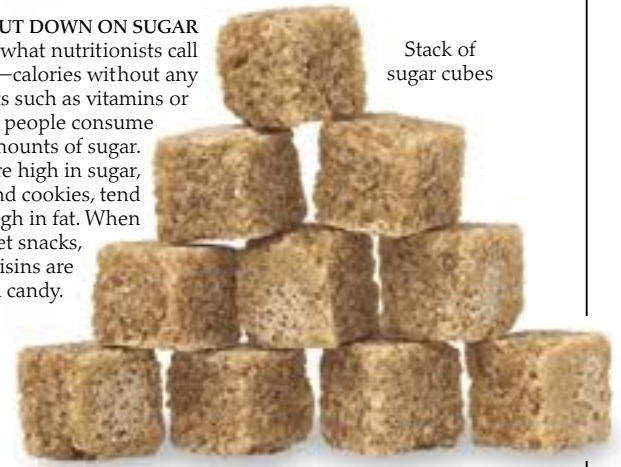 UT DOWN ON SUGAR
what nutritionists call
—calories without any
ts such as vitamins or
people consume
nounts of sugar.
re high in sugar,
nd cookies, tend
gh in fat. When
et snacks,
isins are
candy.
Stack of
sugar cubes